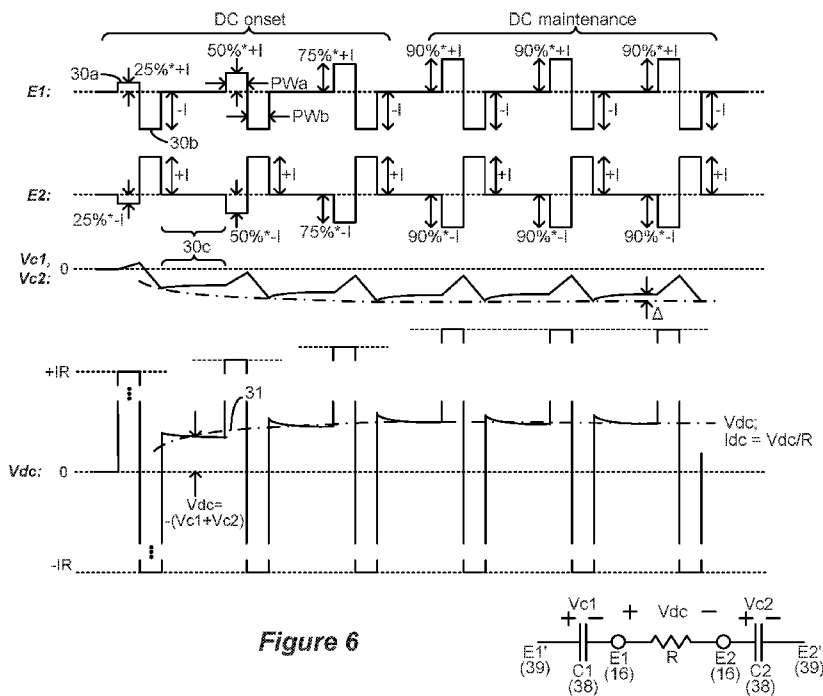 DC onset
DC maintenance
50%*+I
30a
25%*+I
75%*+I
90%*+I
90%*+I
90%*+I
PWa
E1:
-I
-I
-I
-I
-I
-I
PWb
30b
+I
+I
+I
+I
+I
+I
E2:
25%*-I
50%*-I
75%*-I
90%*-I
90%*-I
90%*-I
30c
Vc1,
Vc2:
0
Δ
+IR
31
Vdc;
Idc = Vdc/R
Vdc:
0
Vdc=
-(Vc1+Vc2)
-IR
Figure 6
Vc1
+ -
+ Vdc -
Vc2
+ -
E1'
(39)
C1
(38)
E1
(16)
R
E2
(16)
C2
(38)
E2'
(39)